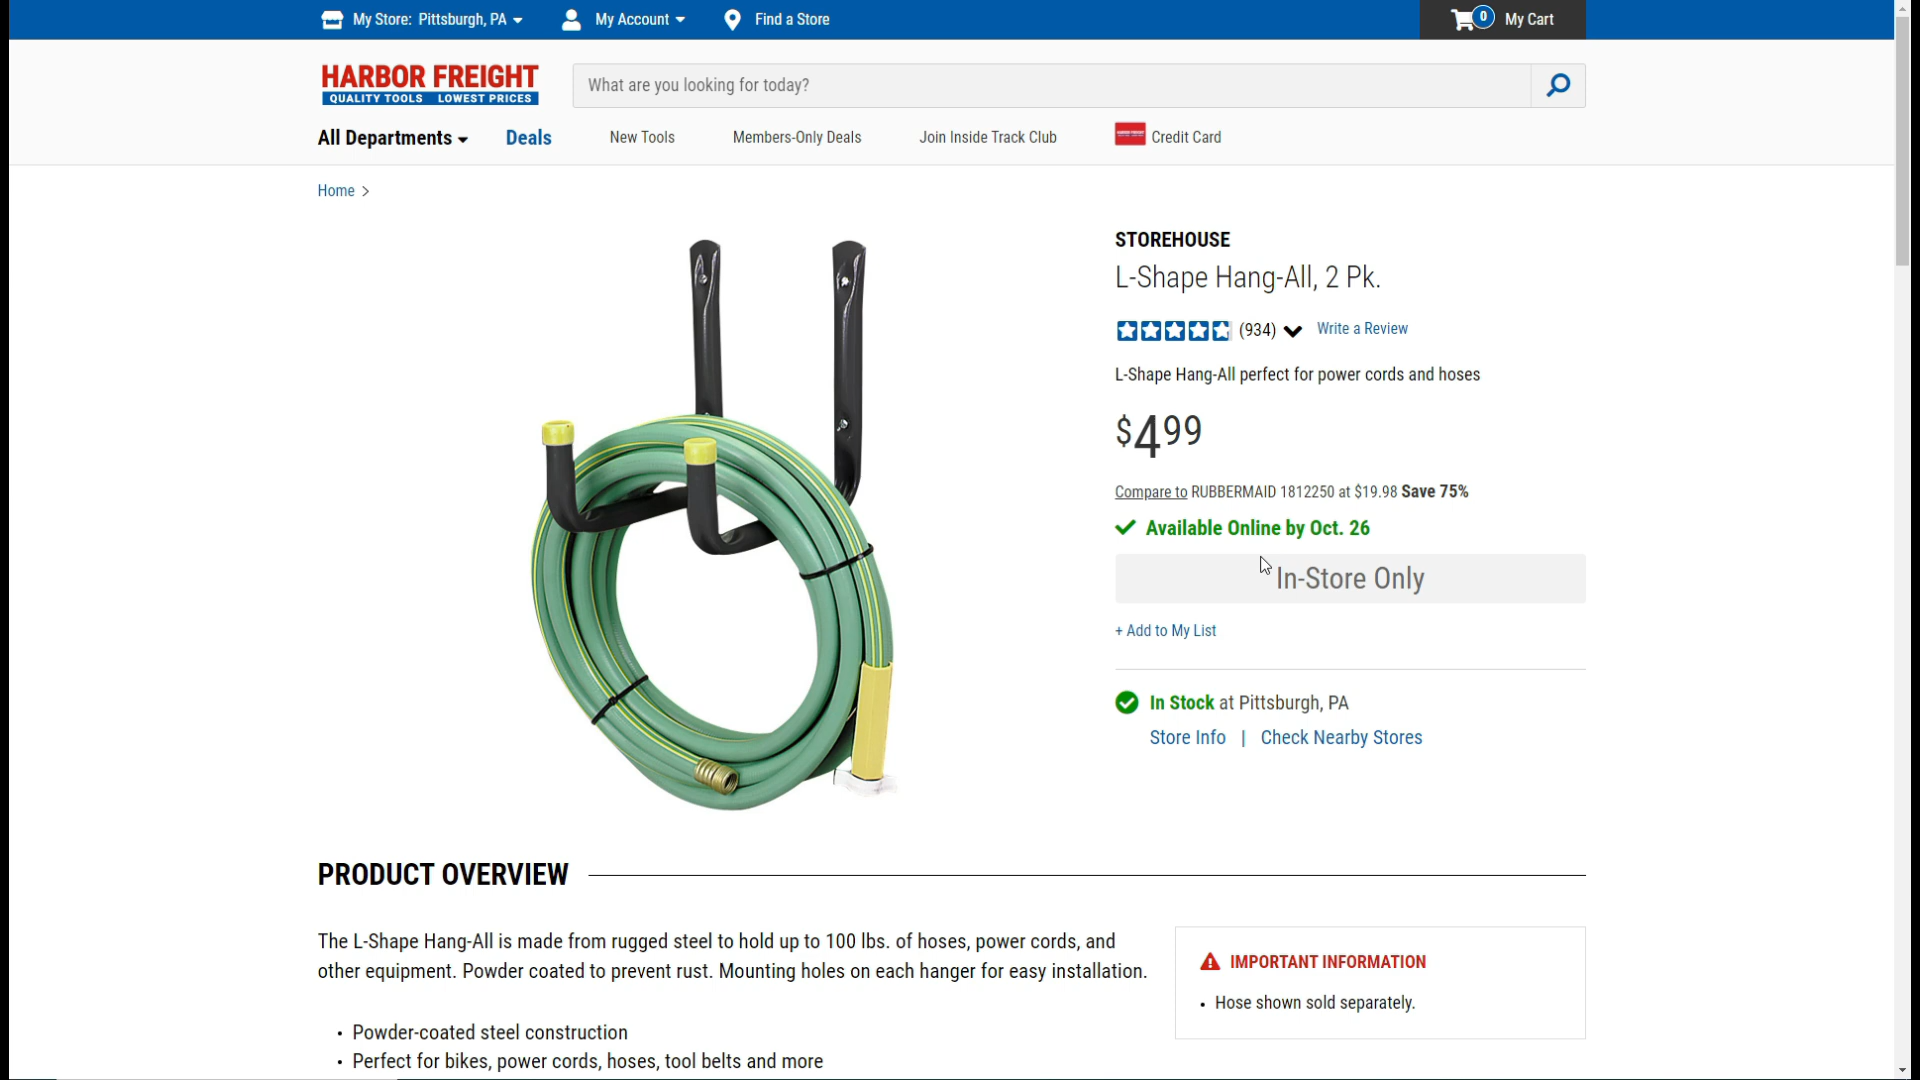 My Store: Pittsburgh, PA
My Account
Find a Store
0
My Cart
HARBOR FREIGHT
QUALITY TOOLS LOWEST PRICES
What are you looking for today?
All Departments
Deals
New Tools
Members-Only Deals
Join Inside Track Club
Credit Card
Home >
STOREHOUSE
L-Shape Hang-All, 2 Pk.
(934)
Write a Review
L-Shape Hang-All perfect for power cords and hoses
$4.99
Compare to RUBBERMAID 1812250 at $19.98 Save 75%
Available Online by Oct. 26
In-Store Only
+ Add to My List
In Stock at Pittsburgh, PA
Store Info | Check Nearby Stores
PRODUCT OVERVIEW
The L-Shape Hang-All is made from rugged steel to hold up to 100 lbs. of hoses, power cords, and
other equipment. Powder coated to prevent rust. Mounting holes on each hanger for easy installation.
• Powder-coated steel construction
• Perfect for bikes, power cords, hoses, tool belts and more
IMPORTANT INFORMATION
• Hose shown sold separately.